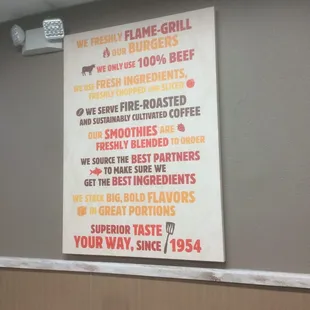 WE FRESHLY FLAME-GRILL
OUR BURGERS
WE ONLY USE 100% BEEF
WE USE FRESH INGREDIENTS,
FRESHLY CHOPPED AND SLICED
WE SERVE FIRE-ROASTED
AND SUSTAINABLY CULTIVATED COFFEE
OUR SMOOTHIES ARE
FRESHLY BLENDED TO ORDER
WE SOURCE THE BEST PARTNERS
TO MAKE SURE WE
GET THE BEST INGREDIENTS
WE STACK BIG, BOLD FLAVORS
IN GREAT PORTIONS
SUPERIOR TASTE
YOUR WAY, SINCE 1954